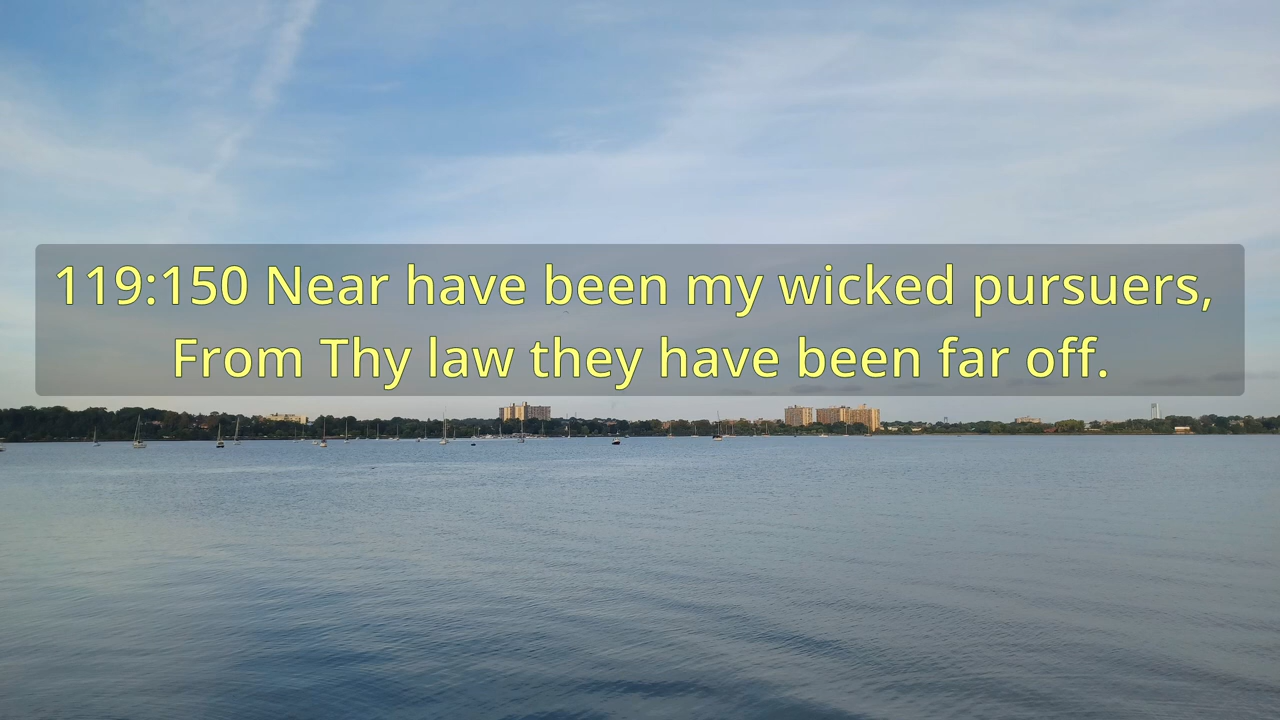 119:150 Near have been my wicked pursuers,
From Thy law they have been far off.